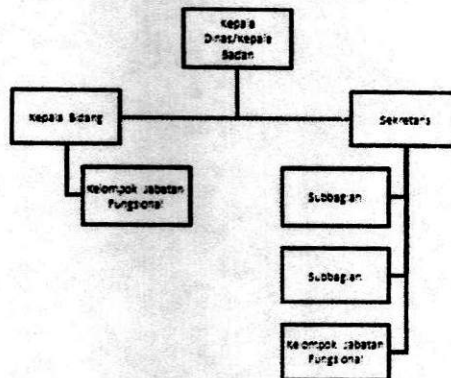 Kepala
Dinas/Kepala
Badan
Kepala Bidang
Sekretaris
Kelompok Jabatan
Fungsional
Subbagian
Subbagian
Kelompok Jabatan
Fungsional